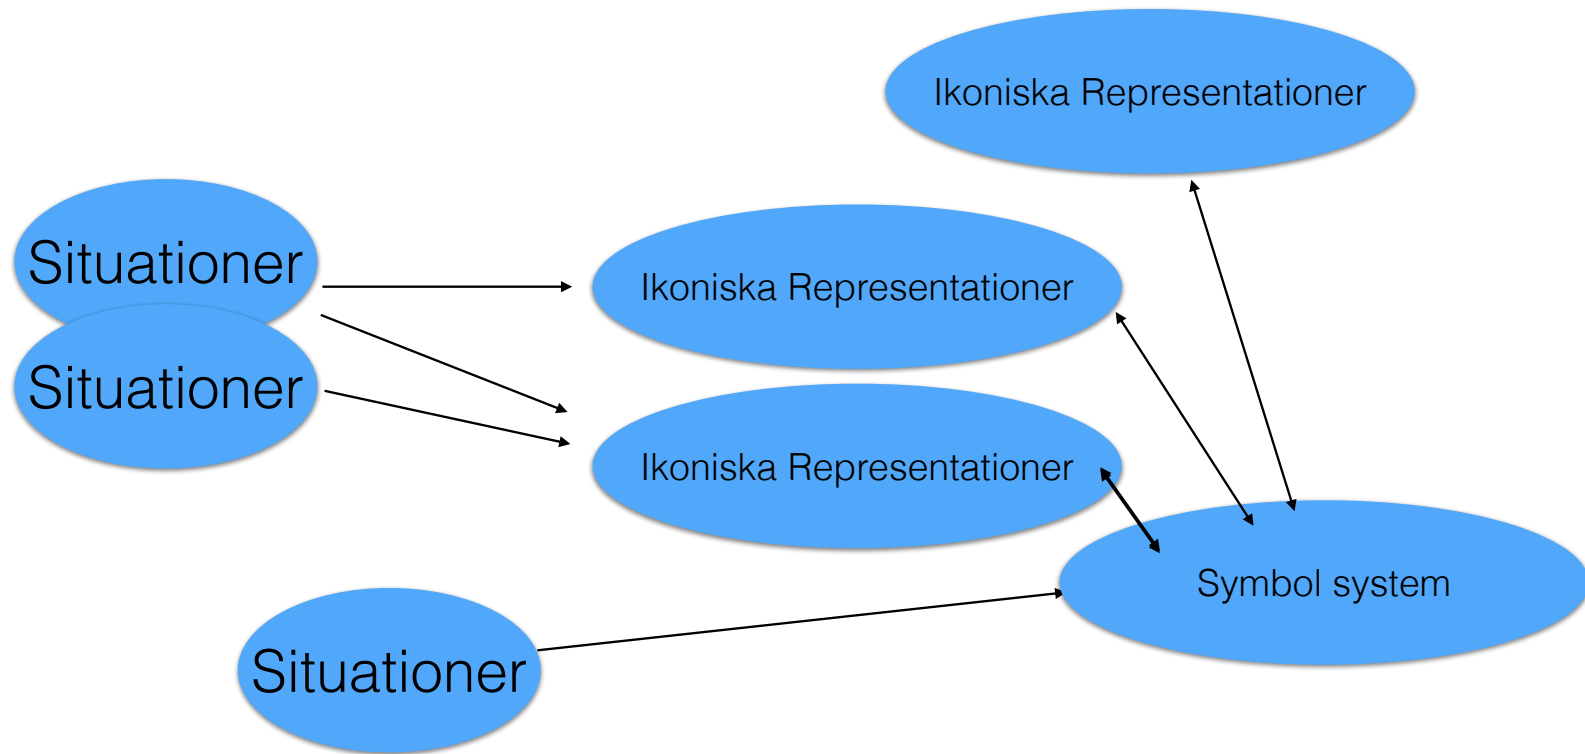 Ikoniska Representationer
Situationer
Ikoniska Representationer
Situationer
Ikoniska Representationer
Symbol system
Situationer